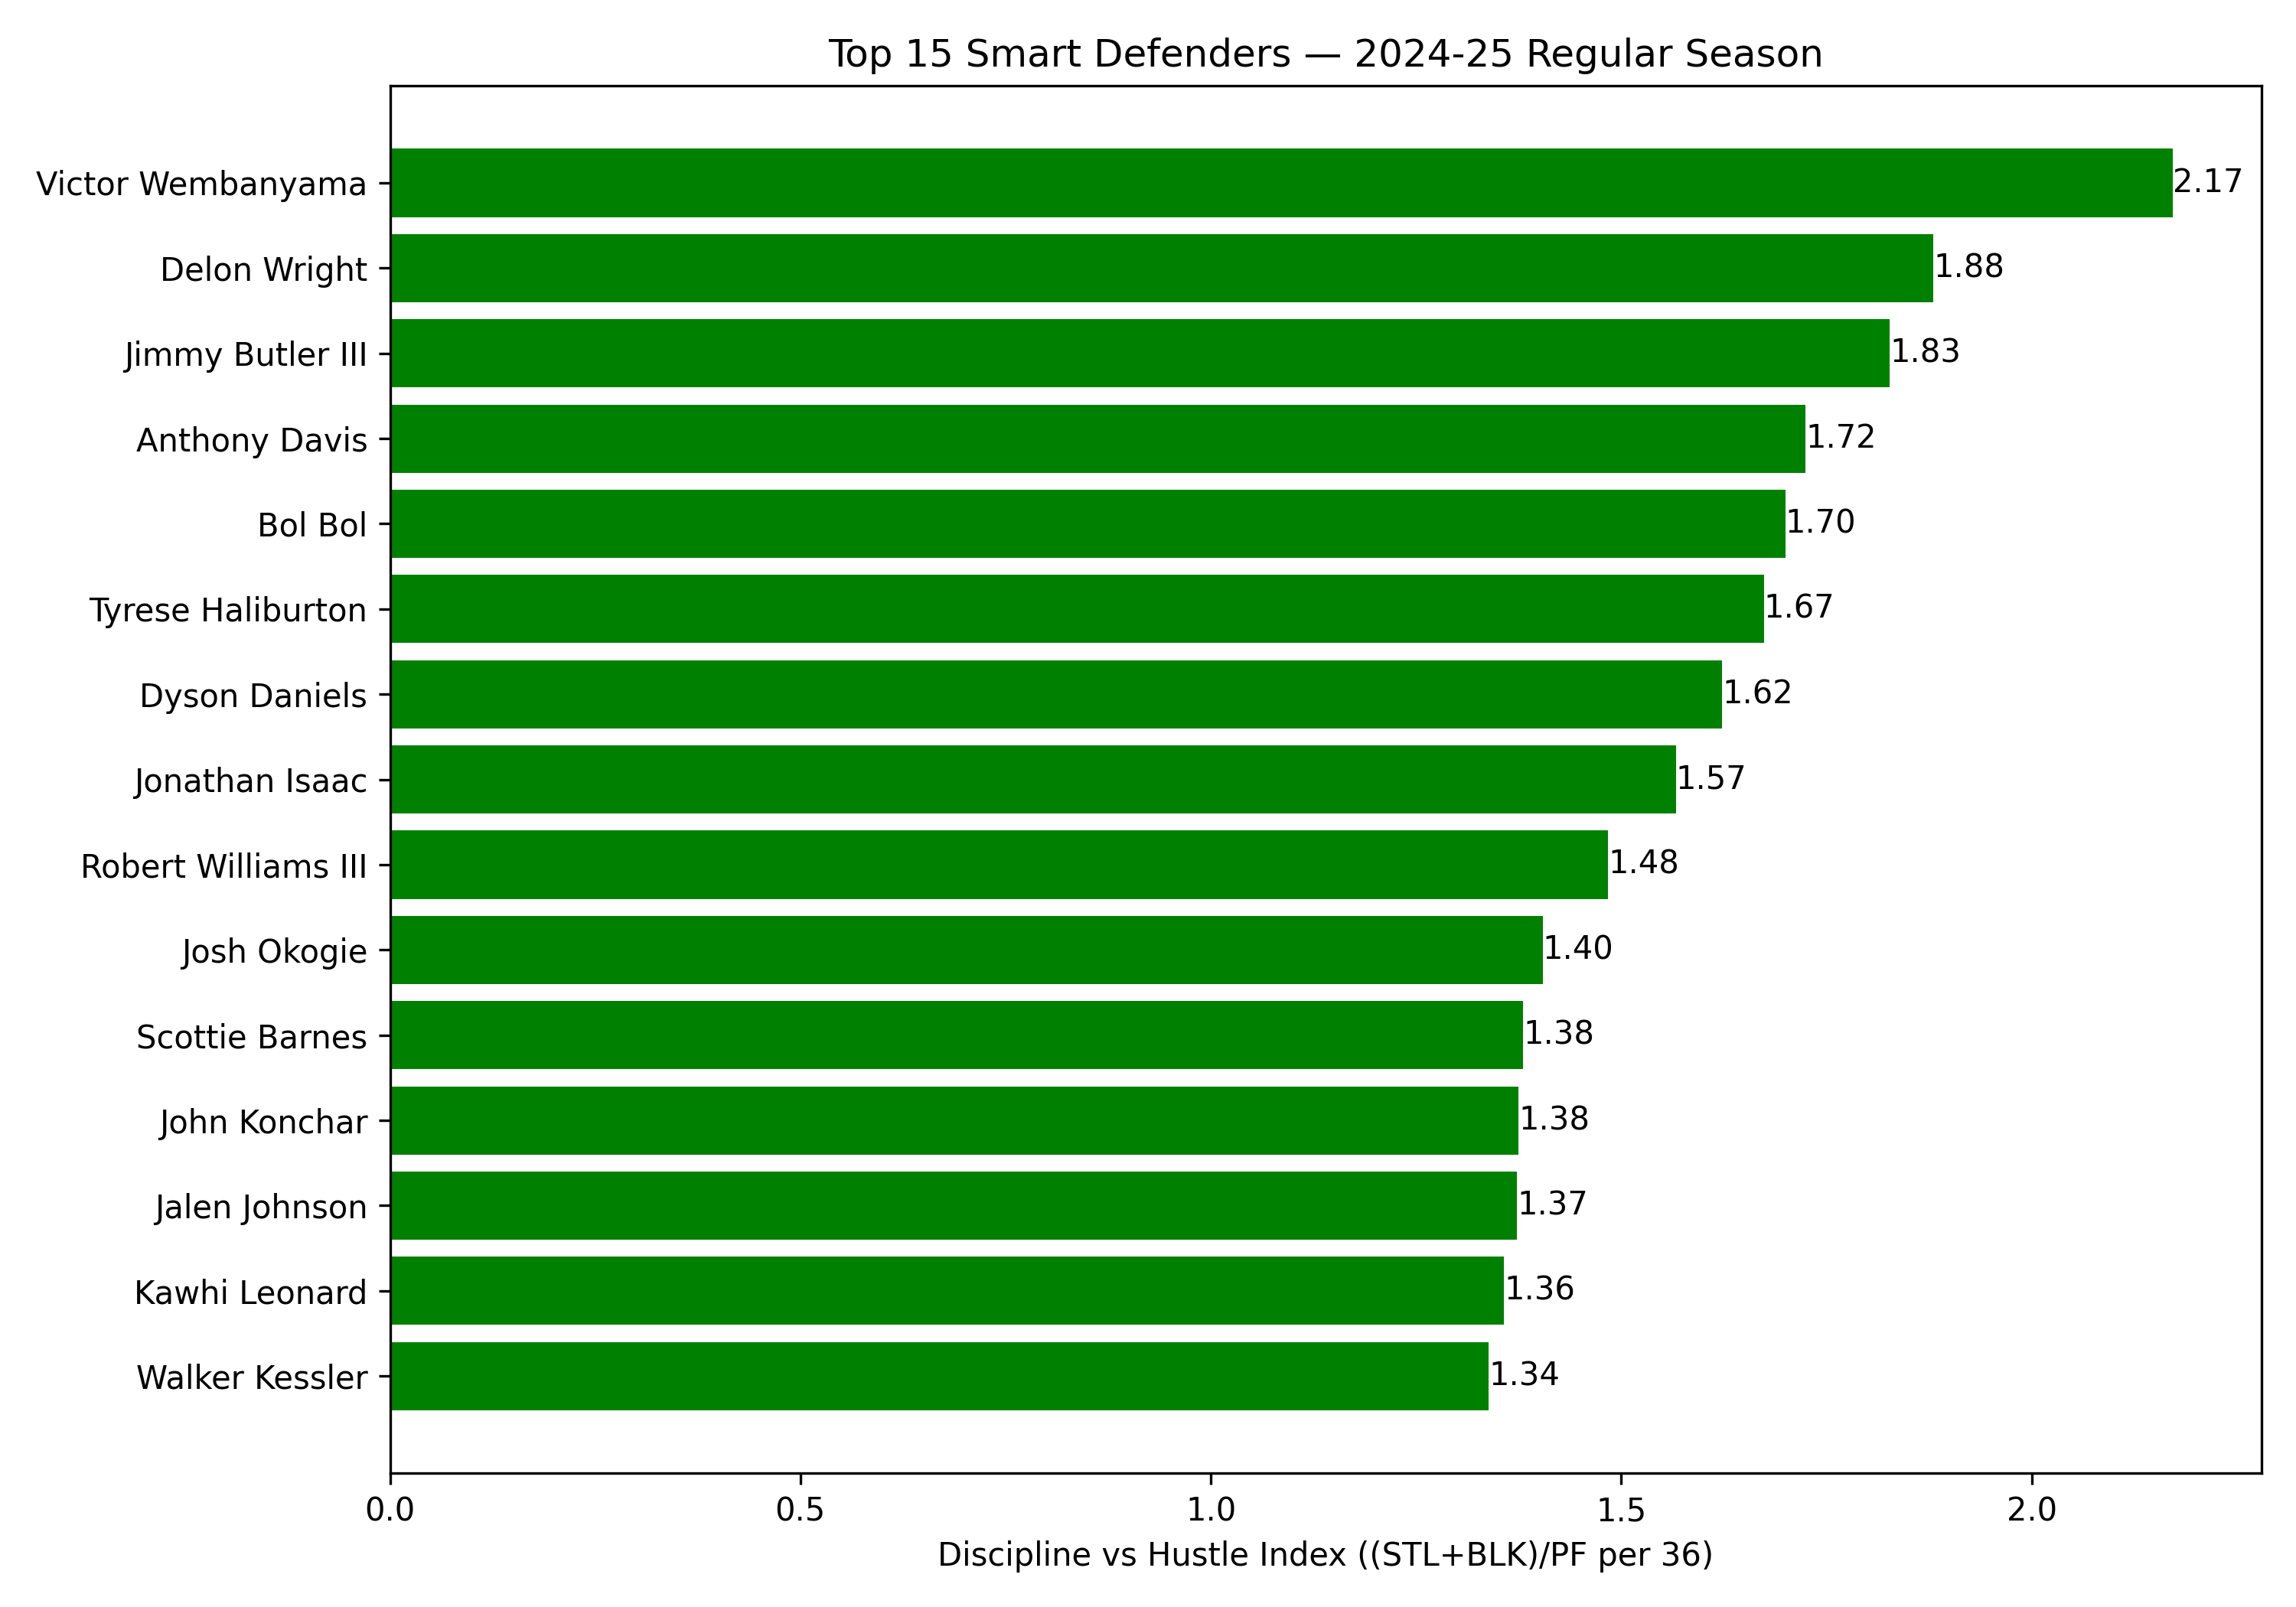 Top 15 Smart Defenders — 2024-25 Regular Season
Victor Wembanyama 2.17
Delon Wright 1.88
Jimmy Butler III 1.83
Anthony Davis 1.72
Bol Bol 1.70
Tyrese Haliburton 1.67
Dyson Daniels 1.62
Jonathan Isaac 1.57
Robert Williams III 1.48
Josh Okogie 1.40
Scottie Barnes 1.38
John Konchar 1.38
Jalen Johnson 1.37
Kawhi Leonard 1.36
Walker Kessler 1.34
0.0 0.5 1.0 1.5 2.0
Discipline vs Hustle Index ((STL+BLK)/PF per 36)